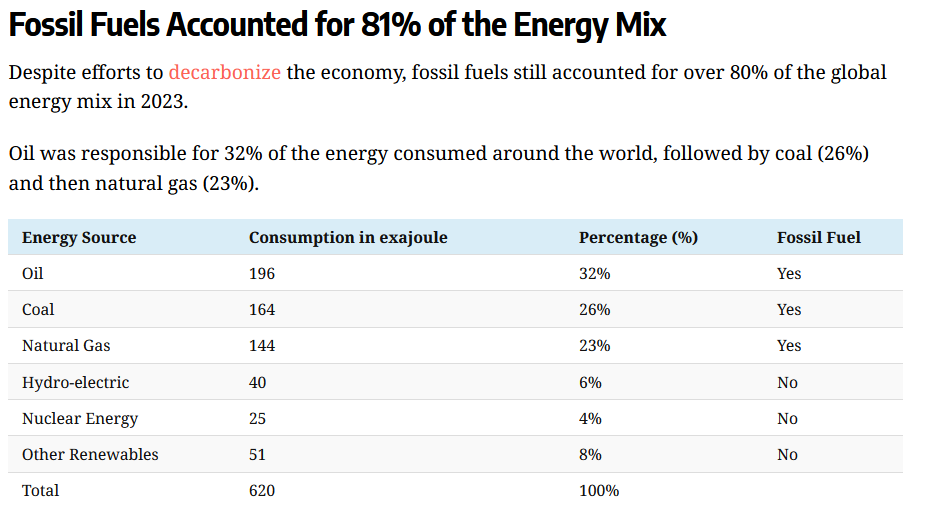 Fossil Fuels Accounted for 81% of the Energy Mix
Despite efforts to decarbonize the economy, fossil fuels still accounted for over 80% of the global
energy mix in 2023.
Oil was responsible for 32% of the energy consumed around the world, followed by coal (26%)
and then natural gas (23%).
Energy Source Consumption in exajoule Percentage (%) Fossil Fuel
Oil 196 32% Yes
Coal 164 26% Yes
Natural Gas 144 23% Yes
Hydro-electric 40 6% No
Nuclear Energy 25 4% No
Other Renewables 51 8% No
Total 620 100%